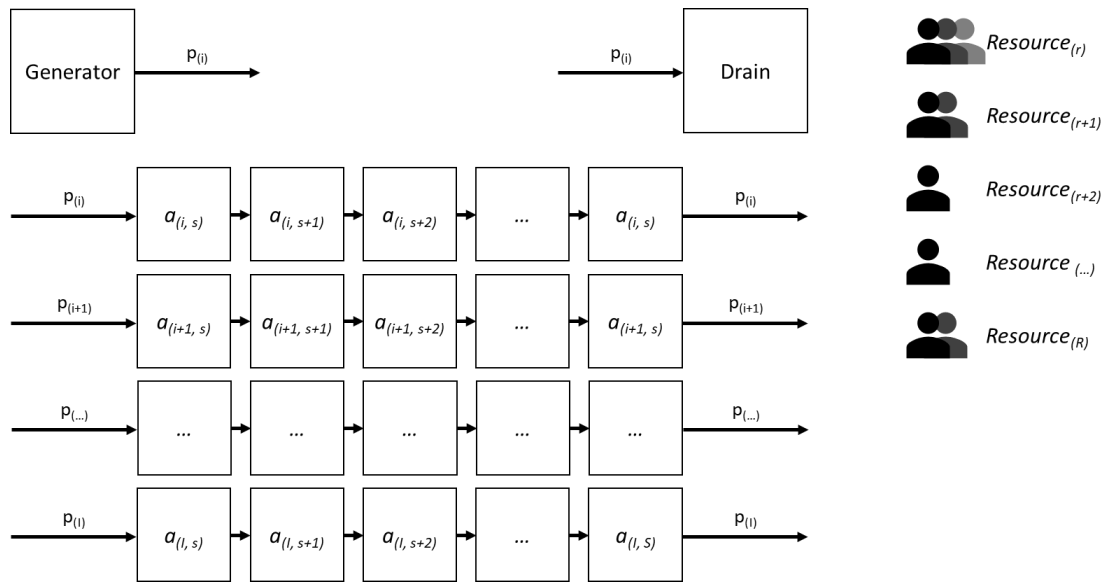 Generator
p(i)
p(i)
Drain
Resource(r)
Resource(r+1)
Resource(r+2)
Resource (...)
Resource(R)
p(i)
a(i, s)
a(i, s+1)
a(i, s+2)
...
a(i, s)
p(i)
p(i+1)
a(i+1, s)
a(i+1, s+1)
a(i+1, s+2)
...
a(i+1, s)
p(i+1)
p(...)
...
...
...
...
...
p(...)
p(I)
a(I, s)
a(I, s+1)
a(I, s+2)
...
a(I, S)
p(I)